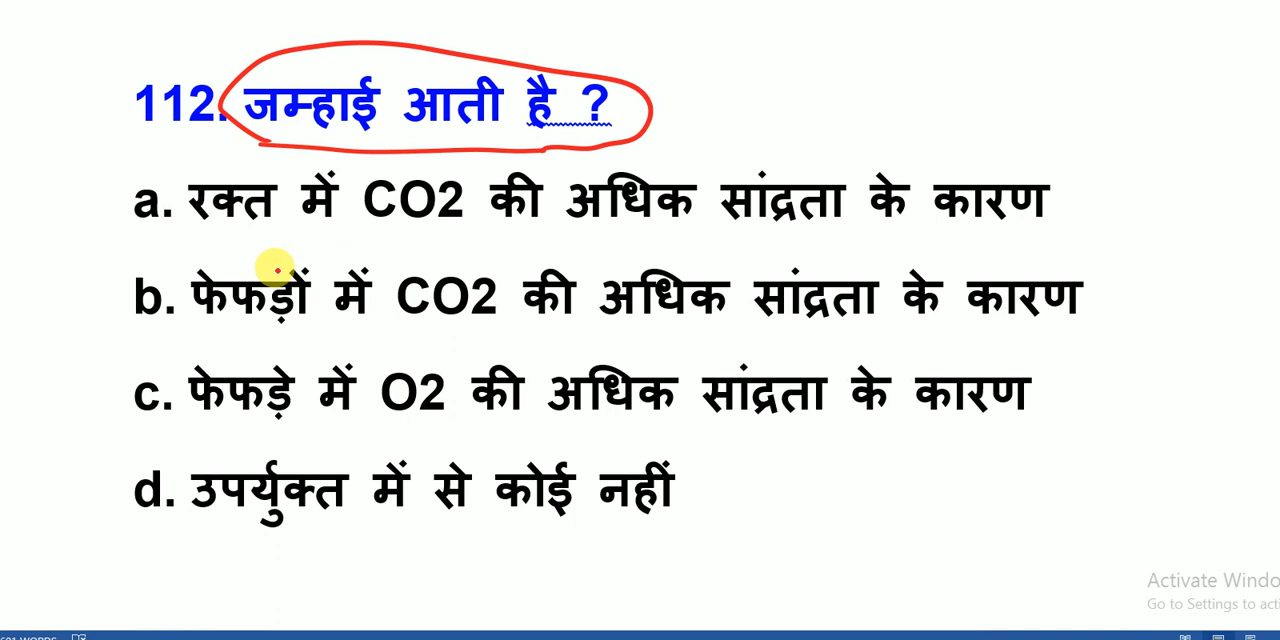 112. जम्हाई आती है ?
a. रक्त में CO2 की अधिक सांद्रता के कारण
b. फेफड़ों में CO2 की अधिक सांद्रता के कारण
c. फेफड़े में O2 की अधिक सांद्रता के कारण
d. उपर्युक्त में से कोई नहीं
Activate Windo
Go to Settings to acti